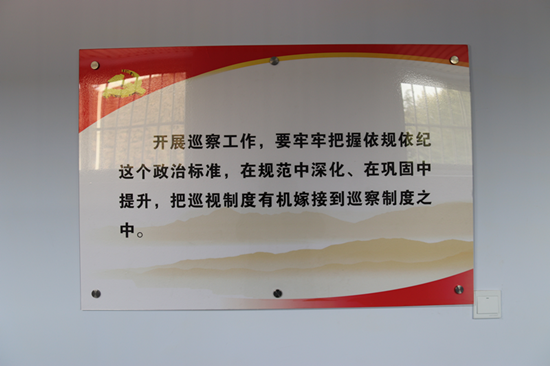 开展巡察工作，要牢牢把握依规依纪
这个政治标准，在规范中深化、在巩固中
提升，把巡视制度有机嫁接到巡察制度之
中。